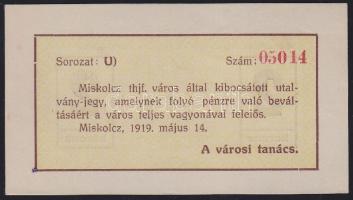 Sorozat: U) Szám: 05014
Miskolcz thjf. város által kibocsátott utal-
vány-jegy, amelynek folyó pénzre való bevál-
tásáért a város teljes vagyonával felelős.
Miskolcz, 1919. május 14.
A városi tanács.